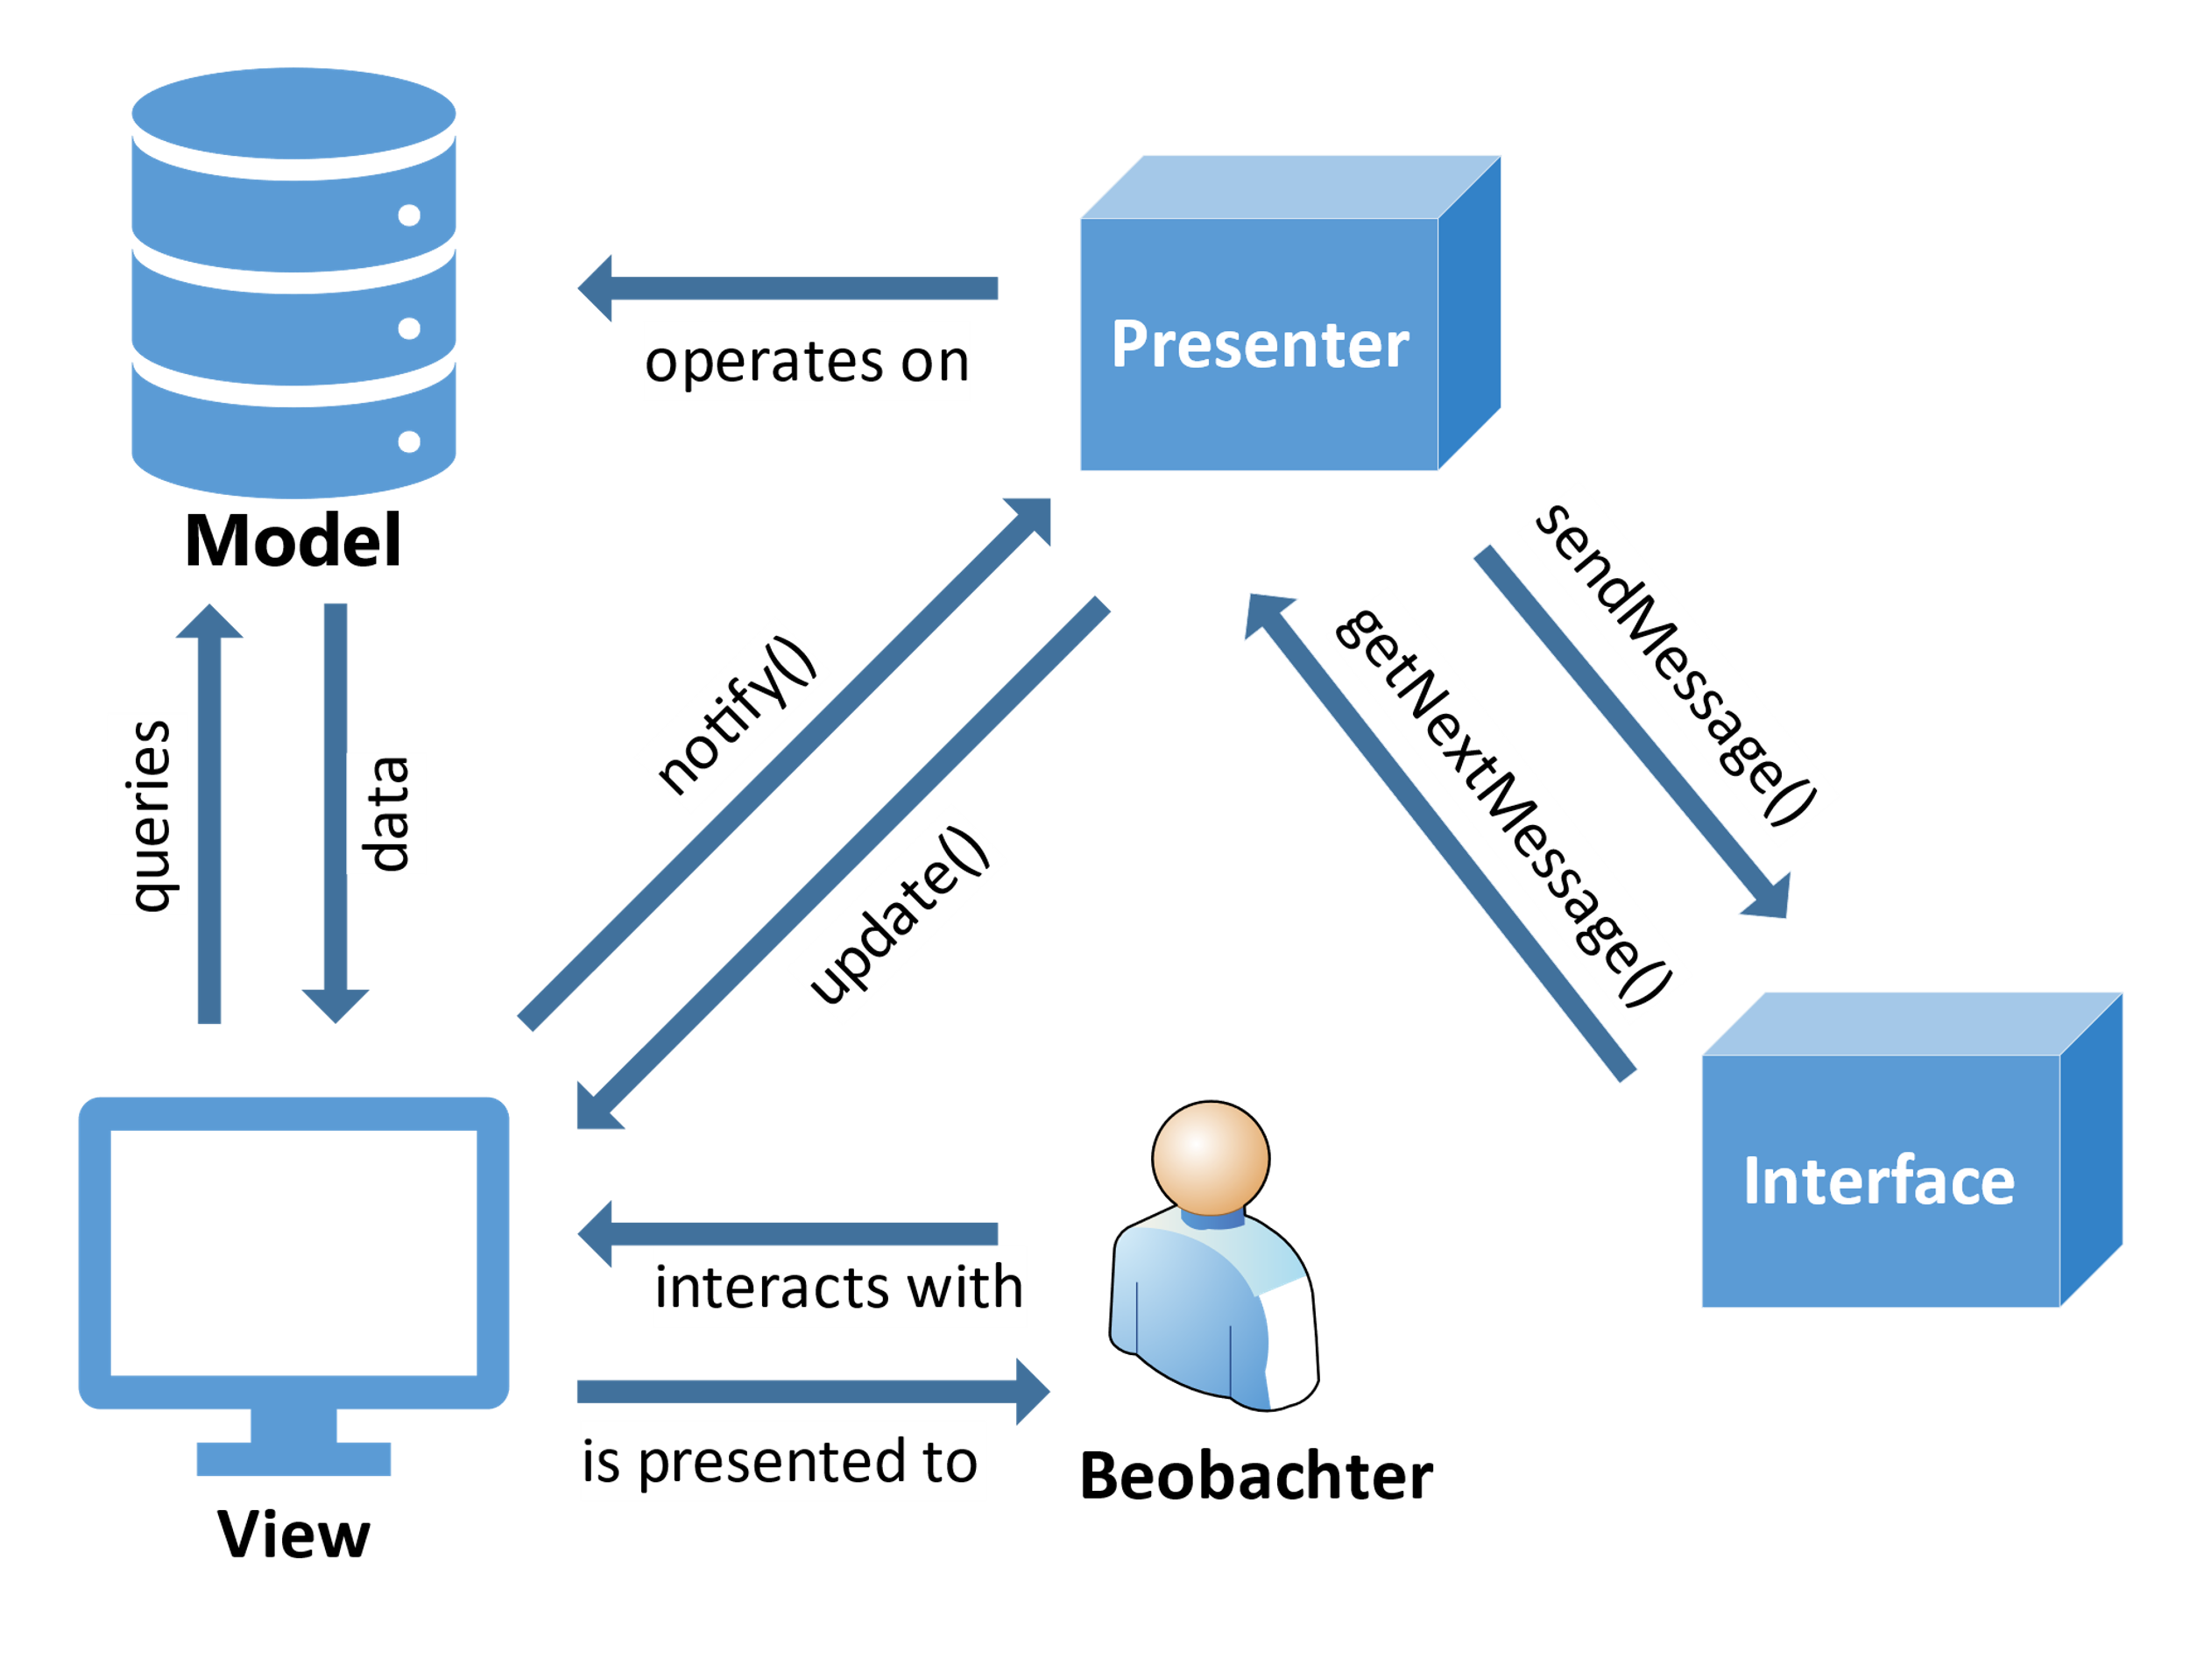 Presenter
operates on
Model
sendMessage()
getNextMessage()
notify()
queries
data
update()
Interface
interacts with
is presented to
Beobachter
View